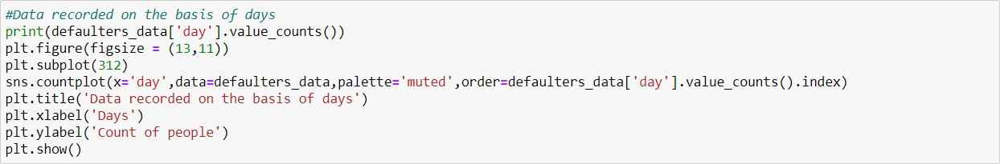 #Data recorded on the basis of days
print(defaulters_data['day'].value_counts())
plt.figure(figsize = (13,11))
plt.subplot(312)
sns.countplot(x='day',data=defaulters_data,palette='muted',order=defaulters_data['day'].value_counts().index)
plt.title('Data recorded on the basis of days')
plt.xlabel('Days')
plt.ylabel('Count of people')
plt.show()